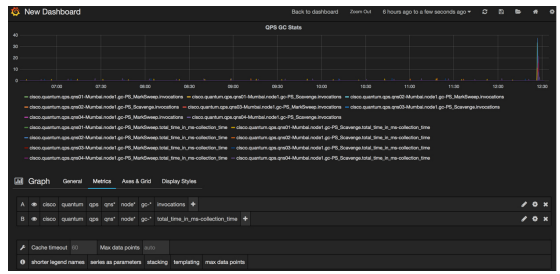 New Dashboard Back to dashboard Zoom Out 6 hours ago to a few seconds ago
QPS GC Stats
40
30
20
10
0
07:00 07:30 08:00 08:30 09:00 09:30 10:00 10:30 11:00 11:30 12:00 12:30
cisco.quantum.qps.qns01-Mumbai.node1.gc-PS_MarkSweep.invocations cisco.quantum.qps.qns01-Mumbai.node1.gc-PS_Scavenge.invocations cisco.quantum.qps.qns02-Mumbai.node1.gc-PS_MarkSweep.invocations
cisco.quantum.qps.qns02-Mumbai.node1.gc-PS_Scavenge.invocations cisco.quantum.qps.qns03-Mumbai.node1.gc-PS_MarkSweep.invocations cisco.quantum.qps.qns03-Mumbai.node1.gc-PS_Scavenge.invocations
cisco.quantum.qps.qns04-Mumbai.node1.gc-PS_MarkSweep.invocations cisco.quantum.qps.qns04-Mumbai.node1.gc-PS_Scavenge.invocations
cisco.quantum.qps.qns01-Mumbai.node1.gc-PS_MarkSweep.total_time_in_ms-collection_time cisco.quantum.qps.qns01-Mumbai.node1.gc-PS_Scavenge.total_time_in_ms-collection_time
cisco.quantum.qps.qns02-Mumbai.node1.gc-PS_MarkSweep.total_time_in_ms-collection_time cisco.quantum.qps.qns02-Mumbai.node1.gc-PS_Scavenge.total_time_in_ms-collection_time
cisco.quantum.qps.qns03-Mumbai.node1.gc-PS_MarkSweep.total_time_in_ms-collection_time cisco.quantum.qps.qns03-Mumbai.node1.gc-PS_Scavenge.total_time_in_ms-collection_time
cisco.quantum.qps.qns04-Mumbai.node1.gc-PS_MarkSweep.total_time_in_ms-collection_time cisco.quantum.qps.qns04-Mumbai.node1.gc-PS_Scavenge.total_time_in_ms-collection_time
Graph General Metrics Axes & Grid Display Styles
A cisco quantum qps qns* node* gc-* invocations +
B cisco quantum qps qns* node* gc-* total_time_in_ms-collection_time +
Cache timeout 60 Max data points auto
shorter legend names series as parameters stacking templating max data points